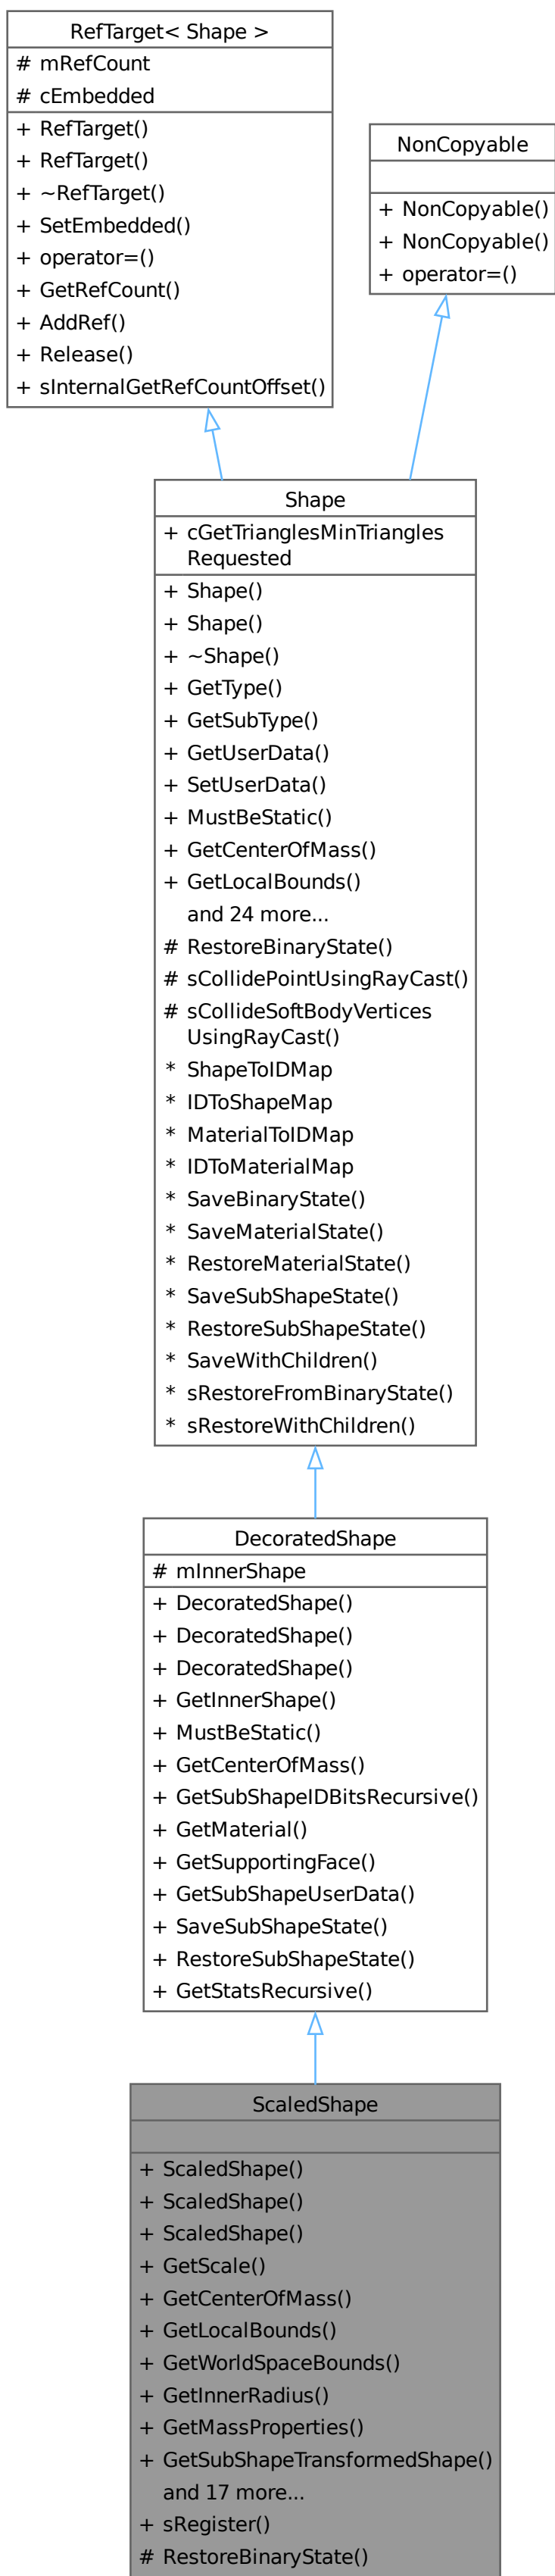 RefTarget< Shape >
# mRefCount
# cEmbedded
+ RefTarget()
+ RefTarget()
+ ~RefTarget()
+ SetEmbedded()
+ operator=()
+ GetRefCount()
+ AddRef()
+ Release()
+ sInternalGetRefCountOffset()
NonCopyable
+ NonCopyable()
+ NonCopyable()
+ operator=()
Shape
+ cGetTrianglesMinTriangles
Requested
+ Shape()
+ Shape()
+ ~Shape()
+ GetType()
+ GetSubType()
+ GetUserData()
+ SetUserData()
+ MustBeStatic()
+ GetCenterOfMass()
+ GetLocalBounds()
and 24 more...
# RestoreBinaryState()
# sCollidePointUsingRayCast()
# sCollideSoftBodyVertices
UsingRayCast()
* ShapeToIDMap
* IDToShapeMap
* MaterialToIDMap
* IDToMaterialMap
* SaveBinaryState()
* SaveMaterialState()
* RestoreMaterialState()
* SaveSubShapeState()
* RestoreSubShapeState()
* SaveWithChildren()
* sRestoreFromBinaryState()
* sRestoreWithChildren()
DecoratedShape
# mInnerShape
+ DecoratedShape()
+ DecoratedShape()
+ DecoratedShape()
+ GetInnerShape()
+ MustBeStatic()
+ GetCenterOfMass()
+ GetSubShapeIDBitsRecursive()
+ GetMaterial()
+ GetSupportingFace()
+ GetSubShapeUserData()
+ SaveSubShapeState()
+ RestoreSubShapeState()
+ GetStatsRecursive()
ScaledShape
+ ScaledShape()
+ ScaledShape()
+ ScaledShape()
+ GetScale()
+ GetCenterOfMass()
+ GetLocalBounds()
+ GetWorldSpaceBounds()
+ GetInnerRadius()
+ GetMassProperties()
+ GetSubShapeTransformedShape()
and 17 more...
+ sRegister()
# RestoreBinaryState()